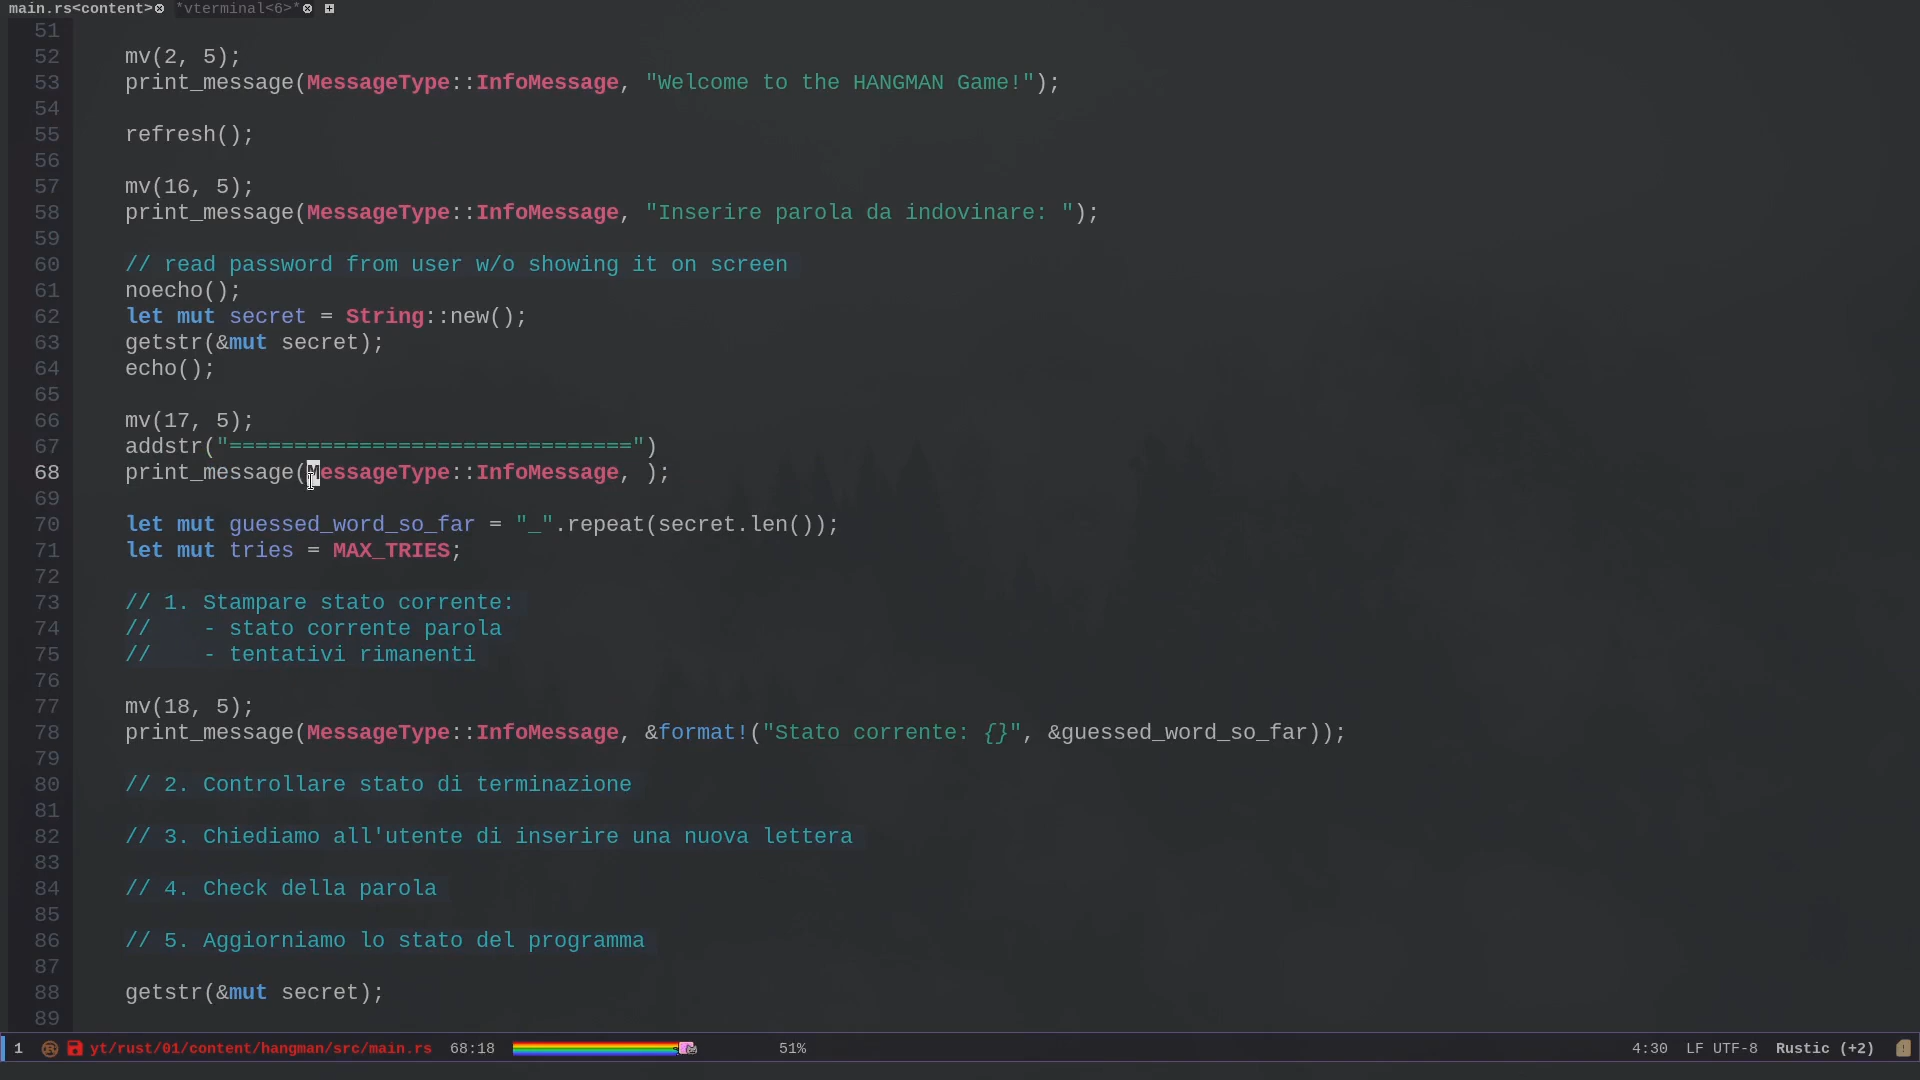 main.rs<content> *vterminal<6>*
51
52 mv(2, 5);
53 print_message(MessageType::InfoMessage, "Welcome to the HANGMAN Game!");
54
55 refresh();
56
57 mv(16, 5);
58 print_message(MessageType::InfoMessage, "Inserire parola da indovinare: ");
59
60 // read password from user w/o showing it on screen
61 noecho();
62 let mut secret = String::new();
63 getstr(&mut secret);
64 echo();
65
66 mv(17, 5);
67 addstr("===============================")
68 print_message(MessageType::InfoMessage, );
69
70 let mut guessed_word_so_far = "_".repeat(secret.len());
71 let mut tries = MAX_TRIES;
72
73 // 1. Stampare stato corrente:
74 //    - stato corrente parola
75 //    - tentativi rimanenti
76
77 mv(18, 5);
78 print_message(MessageType::InfoMessage, &format!("Stato corrente: {}", &guessed_word_so_far));
79
80 // 2. Controllare stato di terminazione
81
82 // 3. Chiediamo all'utente di inserire una nuova lettera
83
84 // 4. Check della parola
85
86 // 5. Aggiorniamo lo stato del programma
87
88 getstr(&mut secret);
89
1 yt/rust/01/content/hangman/src/main.rs 68:18 51% 4:30 LF UTF-8 Rustic (+2)